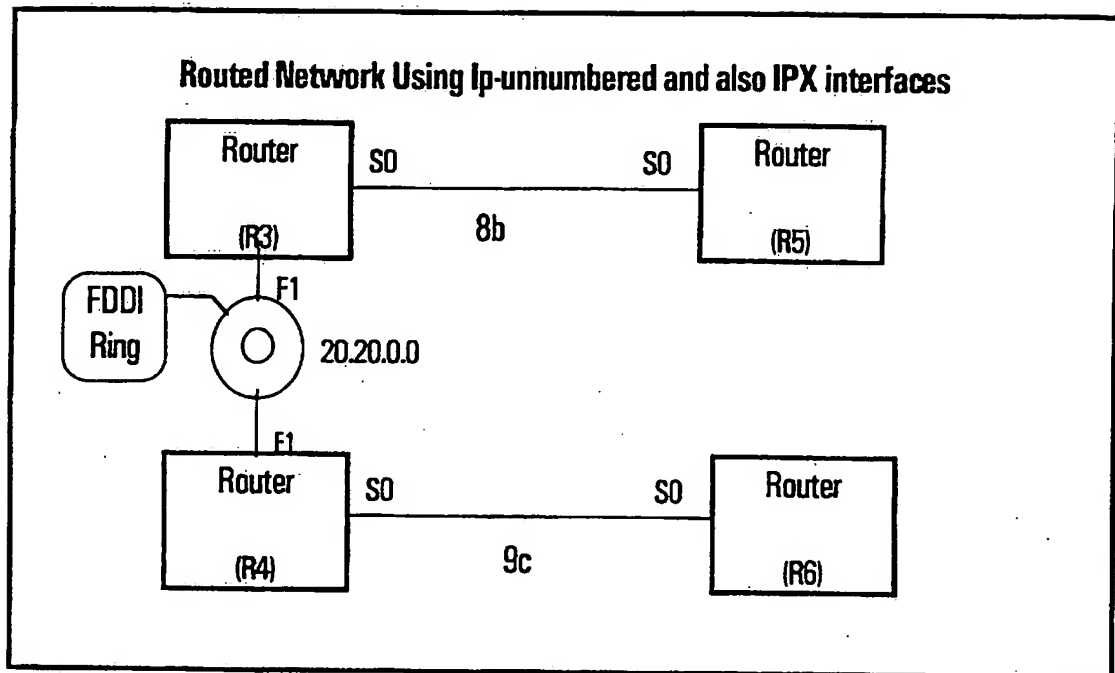 Routed Network Using Ip-unnumbered and also IPX interfaces
Router
S0
S0
Router
8b
(R3)
(R5)
F1
FDDI
Ring
20.20.0.0
F1
Router
S0
S0
Router
9c
(R4)
(R6)